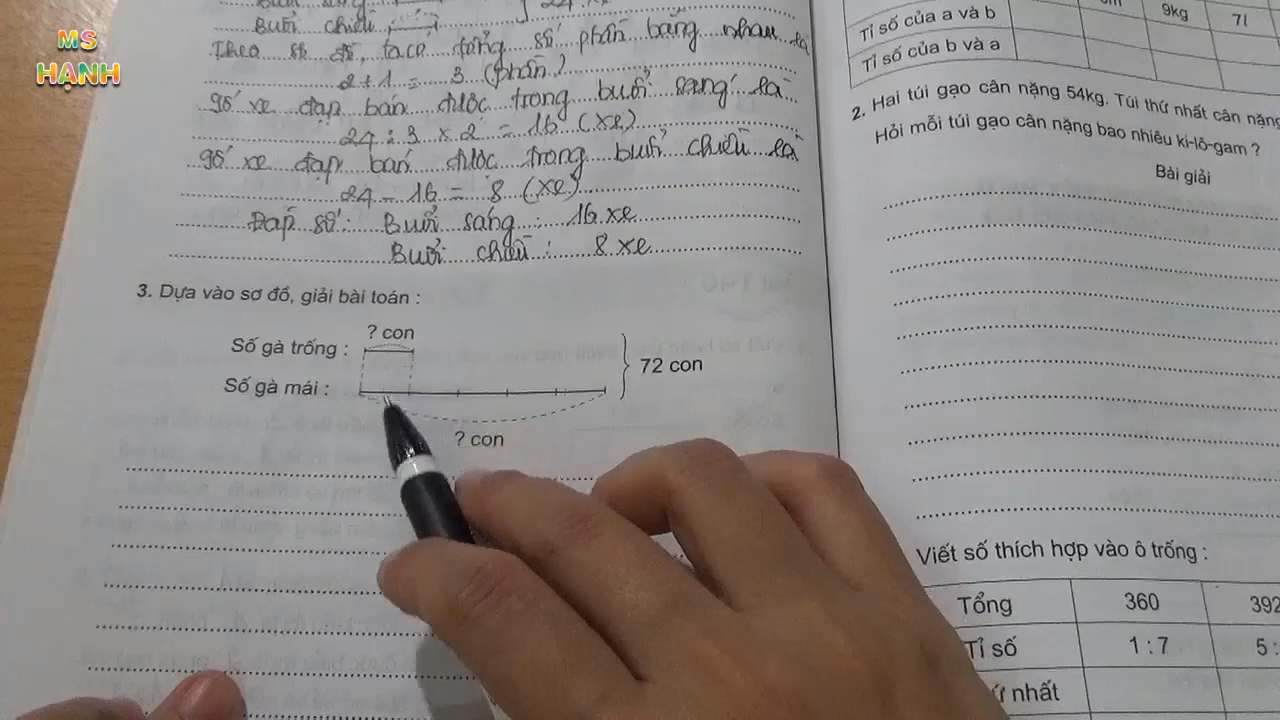 MS
HẠNH
Buổi chiều
Theo sơ đồ, ta có tổng số phần bằng nhau là
2 + 1 = 3 (phần)
Số xe đạp bán được trong buổi sáng là
24 : 3 x 2 = 16 (xe)
Số xe đạp bán được trong buổi chiều là
24 - 16 = 8 (xe)
Đáp số: Buổi sáng: 16 xe
Buổi chiều: 8 xe
3. Dựa vào sơ đồ, giải bài toán :
? con
Số gà trống :
72 con
Số gà mái :
? con
9kg 7l
Tỉ số của a và b
Tỉ số của b và a
2. Hai túi gạo cân nặng 54kg. Túi thứ nhất cân nặng
Hỏi mỗi túi gạo cân nặng bao nhiêu ki-lô-gam ?
Bài giải
Viết số thích hợp vào ô trống :
Tổng 360 392
Tỉ số 1 : 7 5 :
nhất